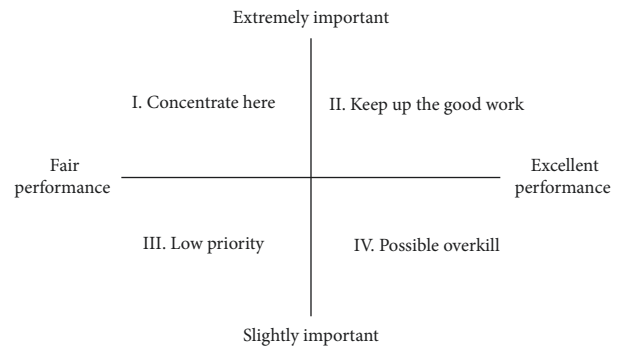 Extremely important
I. Concentrate here
II. Keep up the good work
Fair
performance
Excellent
performance
III. Low priority
IV. Possible overkill
Slightly important